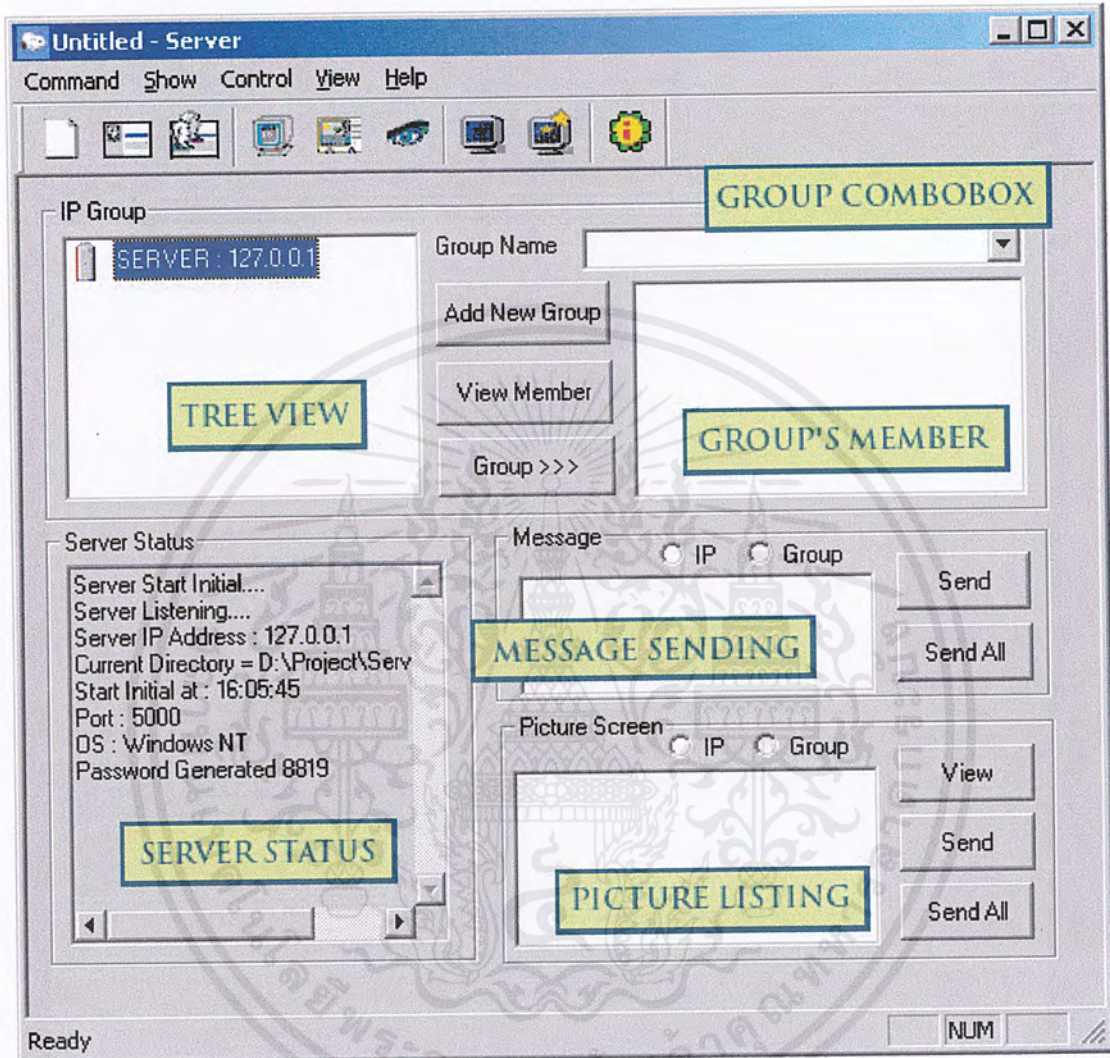 Untitled - Server
Command Show Control View Help
GROUP COMBOBOX
IP Group
SERVER : 127.0.0.1
Group Name
Add New Group
View Member
Group >>>
TREE VIEW
GROUP'S MEMBER
Server Status
Server Start Initial....
Server Listening....
Server IP Address : 127.0.0.1
Current Directory = D:\Project\Serv
Start Initial at : 16:05:45
Port : 5000
OS : Windows NT
Password Generated 8819
SERVER STATUS
Message
IP Group
Send
Send All
MESSAGE SENDING
Picture Screen
IP Group
View
Send
Send All
PICTURE LISTING
Ready
NUM